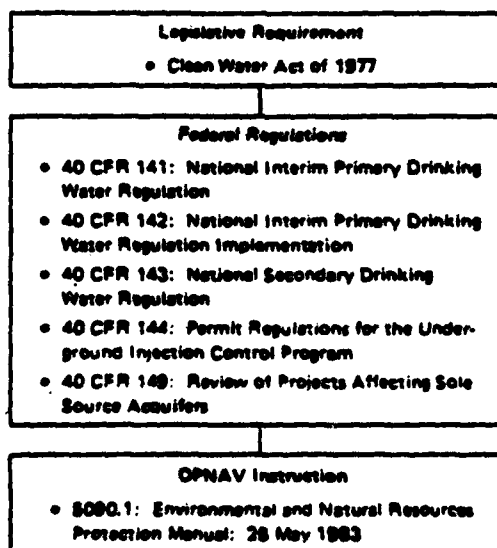 Legislative Requirement
• Clean Water Act of 1977
Federal Regulations
• 40 CFR 141: National Interim Primary Drinking
Water Regulation
• 40 CFR 142: National Interim Primary Drinking
Water Regulation Implementation
• 40 CFR 143: National Secondary Drinking
Water Regulation
• 40 CFR 144: Permit Regulations for the Under-
ground Injection Control Program
• 40 CFR 149: Review of Projects Affecting Sole
Source Acquifers
OPNAV Instruction
• 5090.1: Environmental and Natural Resources
Protection Manual: 26 May 1983